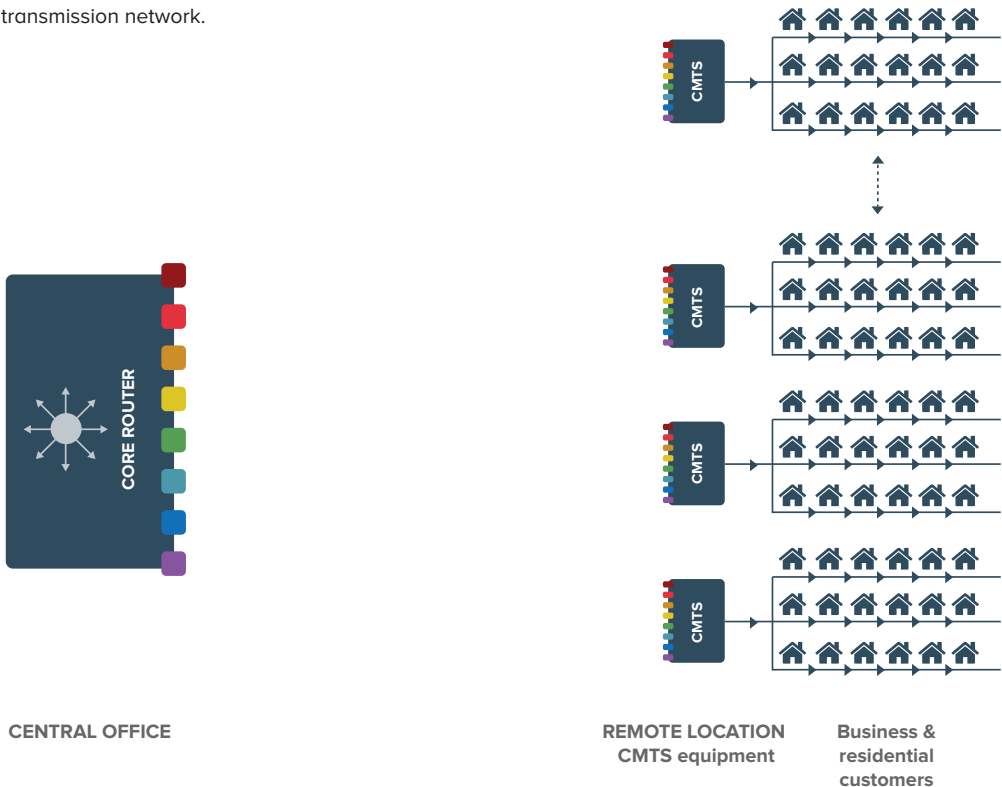 transmission network.
CMTS
CMTS
CORE ROUTER
CMTS
CMTS
CENTRAL OFFICE
REMOTE LOCATION
CMTS equipment
Business &
residential
customers